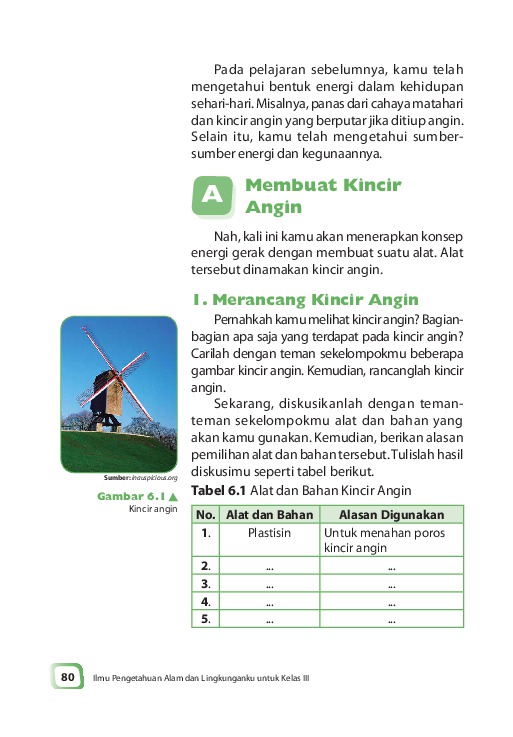 Pada pelajaran sebelumnya, kamu telah
mengetahui bentuk energi dalam kehidupan
sehari-hari. Misalnya, panas dari cahaya matahari
dan kincir angin yang berputar jika ditiup angin.
Selain itu, kamu telah mengetahui sumber-
sumber energi dan kegunaannya.
A
Membuat Kincir
Angin
Nah, kali ini kamu akan menerapkan konsep
energi gerak dengan membuat suatu alat. Alat
tersebut dinamakan kincir angin.
1. Merancang Kincir Angin
Pernahkah kamu melihat kincir angin? Bagian-
bagian apa saja yang terdapat pada kincir angin?
Carilah dengan teman sekelompokmu beberapa
gambar kincir angin. Kemudian, rancanglah kincir
angin.
Sekarang, diskusikanlah dengan teman-
teman sekelompokmu alat dan bahan yang
akan kamu gunakan. Kemudian, berikan alasan
pemilihan alat dan bahan tersebut. Tulislah hasil
diskusimu seperti tabel berikut.
Sumber: inauspicious.org
Gambar 6.1 ▲
Kincir angin
Tabel 6.1 Alat dan Bahan Kincir Angin
No. Alat dan Bahan Alasan Digunakan
1. Plastisin Untuk menahan poros
kincir angin
2. ... ...
3. ... ...
4. ... ...
5. ... ...
80 Ilmu Pengetahuan Alam dan Lingkunganku untuk Kelas III